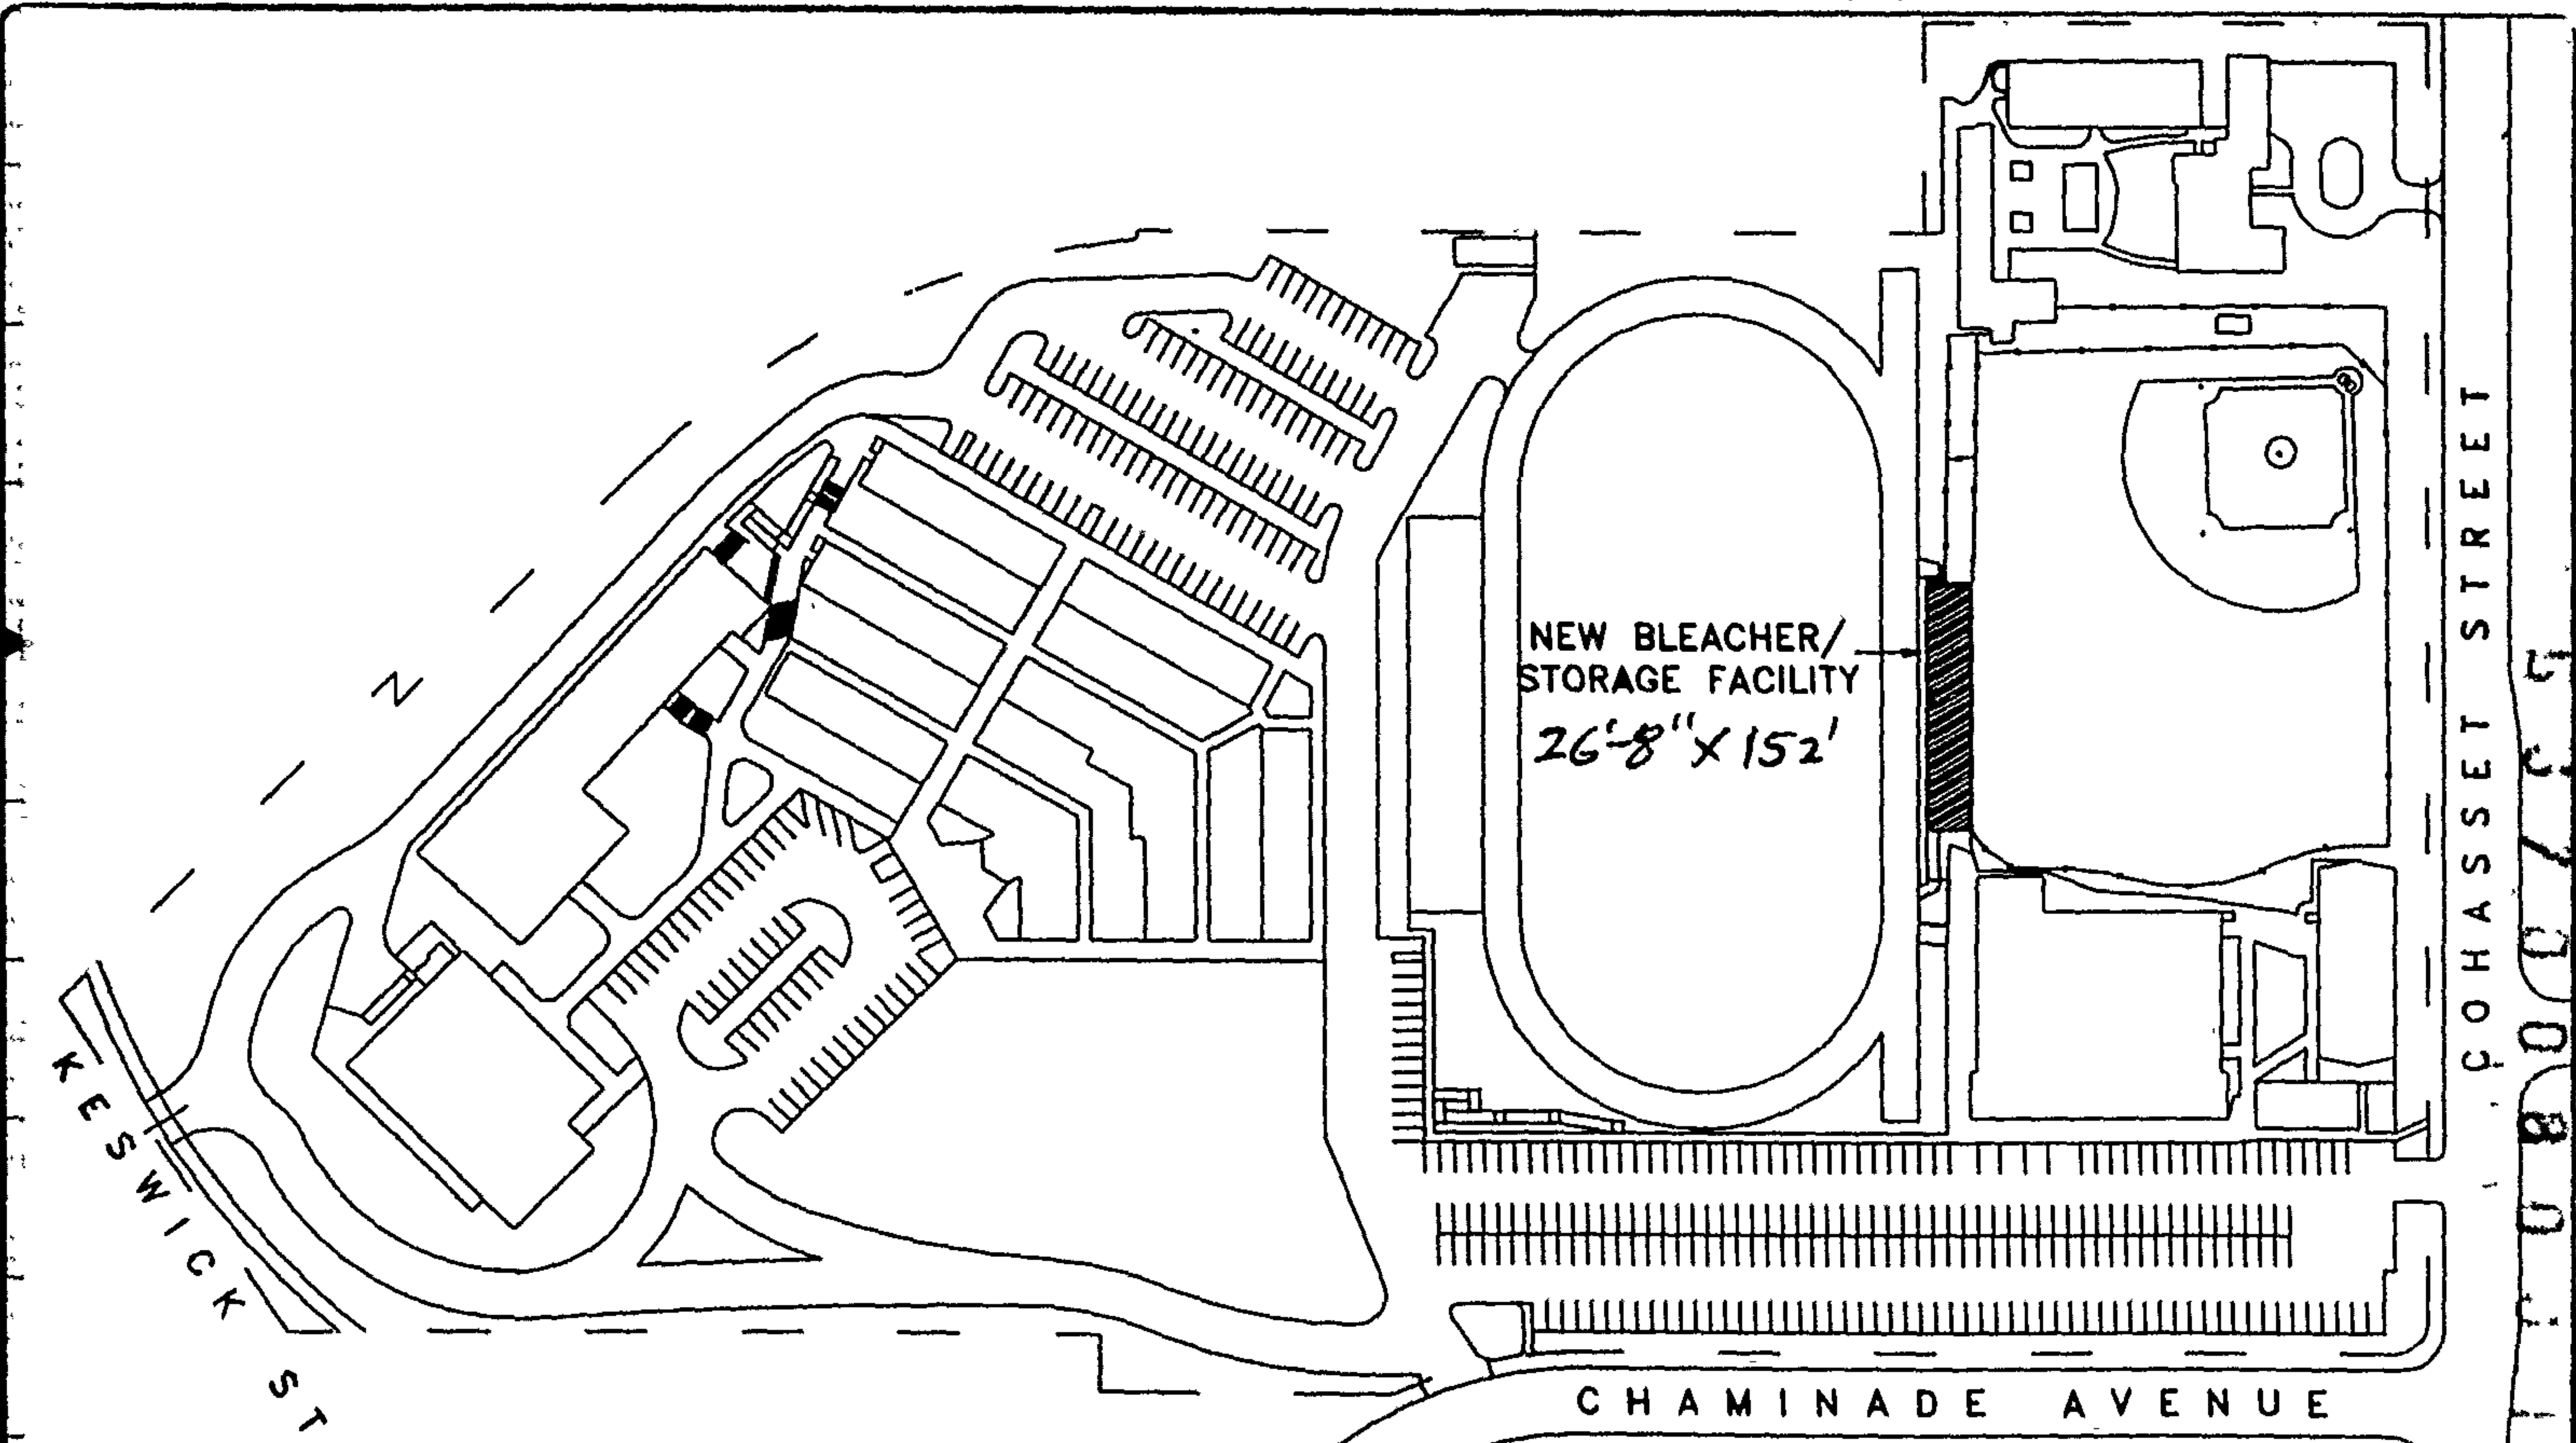 NEW BLEACHER/
STORAGE FACILITY
26'-8" X 152'
COHASSET STREET
KESWICK ST
CHAMINADE AVENUE